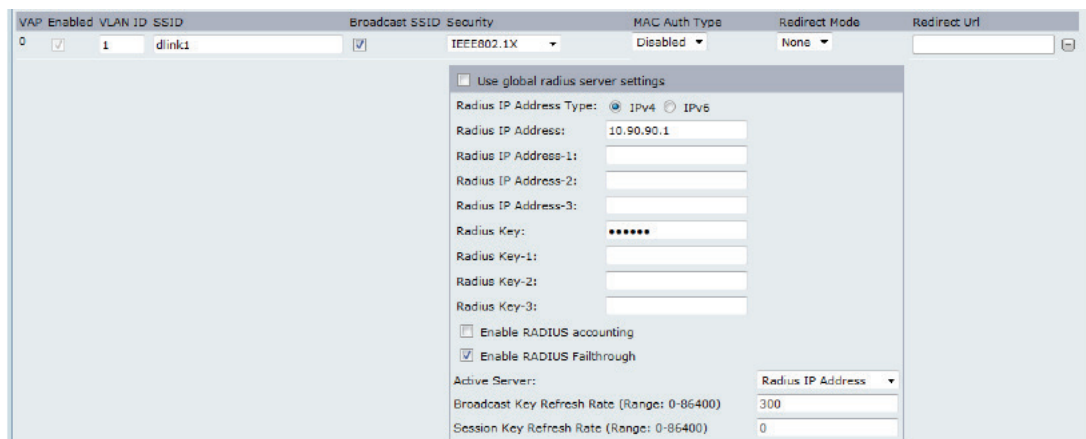 VAP Enabled VLAN ID SSID Broadcast SSID Security MAC Auth Type Redirect Mode Redirect Url
0 1 dlink1 IEEE802.1X Disabled None
Use global radius server settings
Radius IP Address Type: IPv4 IPv6
Radius IP Address: 10.90.90.1
Radius IP Address-1:
Radius IP Address-2:
Radius IP Address-3:
Radius Key: ••••••
Radius Key-1:
Radius Key-2:
Radius Key-3:
Enable RADIUS accounting
Enable RADIUS Failthrough
Active Server: Radius IP Address
Broadcast Key Refresh Rate (Range: 0-86400) 300
Session Key Refresh Rate (Range: 0-86400) 0